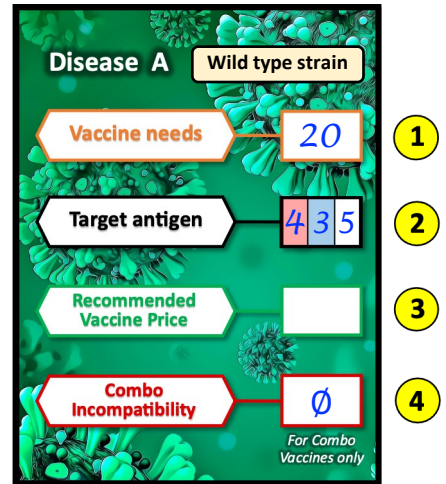 Disease A
Wild type strain
Vaccine needs
20
1
Target antigen
4 3 5
2
Recommended
Vaccine Price
3
Combo
Incompatibility
Ø
4
For Combo
Vaccines only